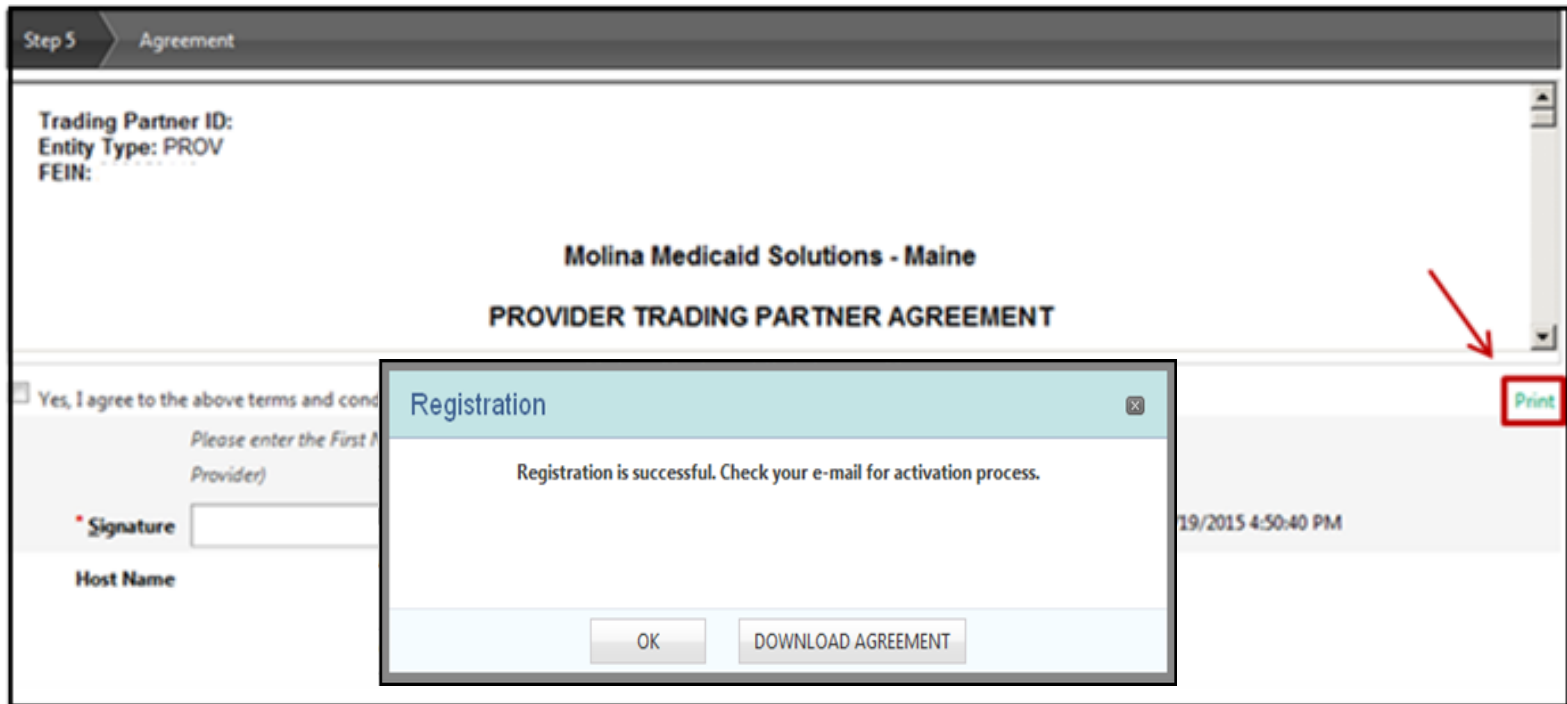 Step 5 Agreement
Trading Partner ID:
Entity Type: PROV
FEIN:
Molina Medicaid Solutions - Maine
PROVIDER TRADING PARTNER AGREEMENT
Yes, I agree to the above terms and cond
Print
Please enter the First
Provider)
* Signature
/19/2015 4:50:40 PM
Host Name
Registration
Registration is successful. Check your e-mail for activation process.
OK DOWNLOAD AGREEMENT